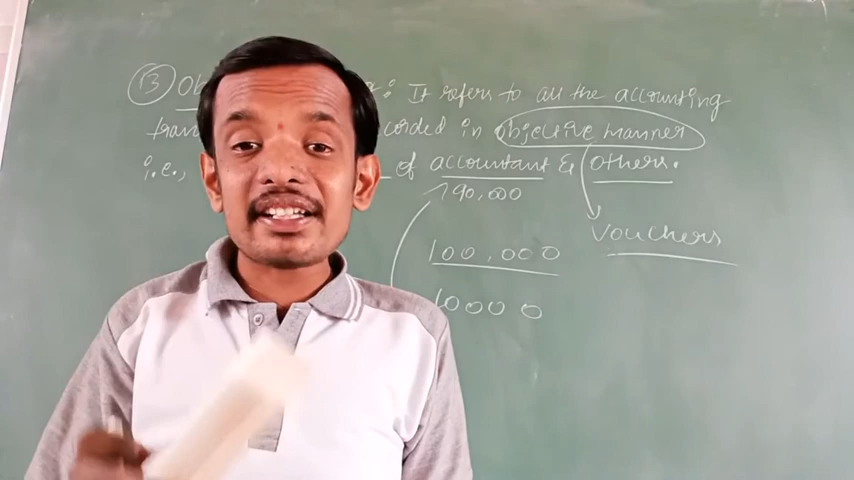 13 Ob a: It refers to all the accounting
tran corded in objective manner
i.e., of accountant & others.
90,000
vouchers
100,000
10000